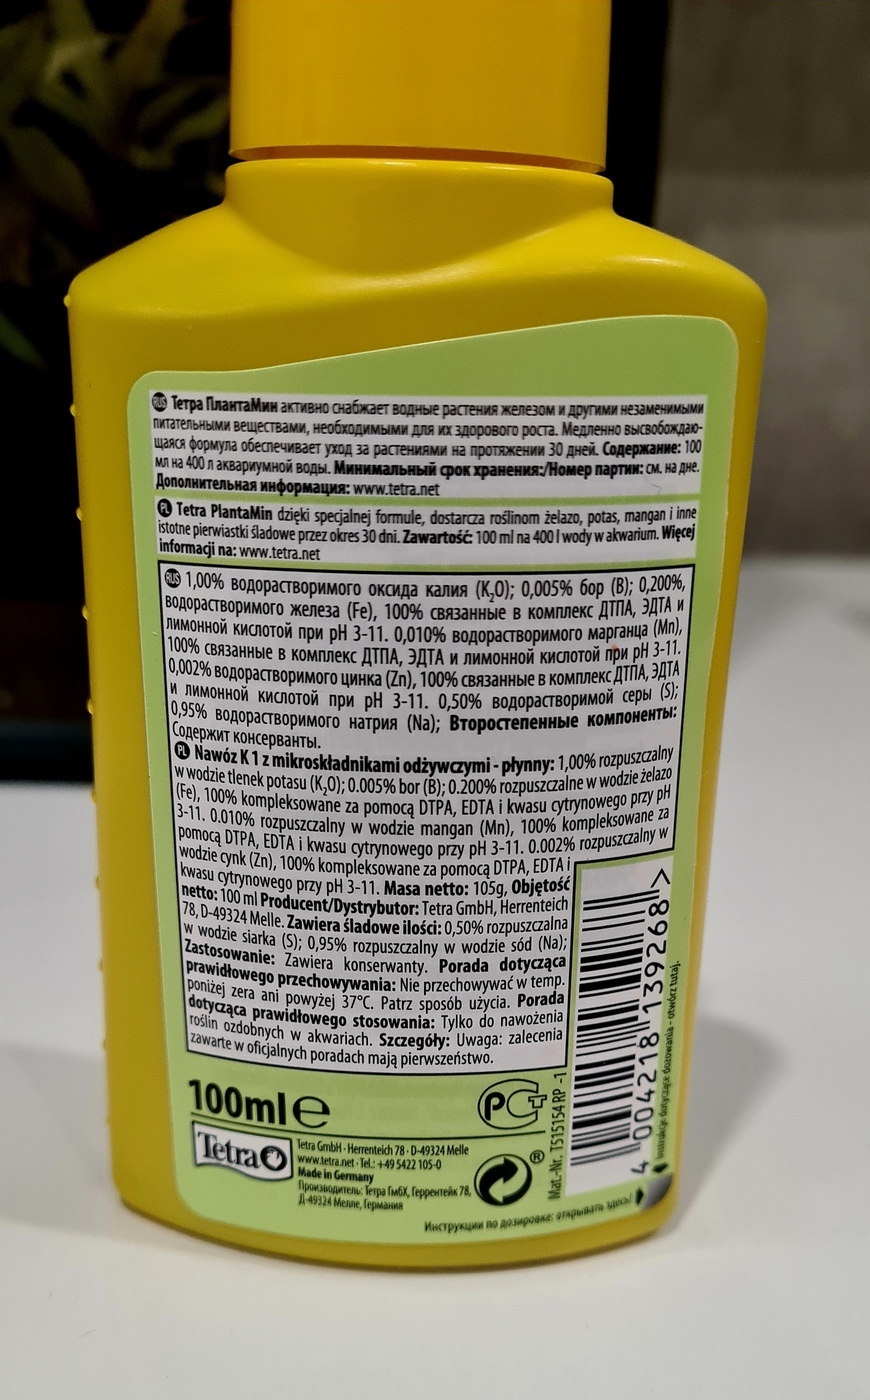 RUS Тетра ПлантаМин активно снабжает водные растения железом и другими незаменимыми
питательными веществами, необходимыми для их здорового роста. Медленно высвобождаю-
щаяся формула обеспечивает уход за растениями на протяжении 30 дней. Содержание: 100
мл на 400 л аквариумной воды. Минимальный срок хранения:/Номер партии: см. на дне.
Дополнительная информация: www.tetra.net
PL Tetra PlantaMin dzięki specjalnej formule, dostarcza roślinom żelazo, potas, mangan i inne
istotne pierwiastki śladowe przez okres 30 dni. Zawartość: 100 ml na 400 l wody w akwarium. Więcej
informacji na: www.tetra.net
RUS 1,00% водорастворимого оксида калия (K₂O); 0,005% бор (B); 0,200%,
водорастворимого железа (Fe), 100% связанные в комплекс ДТПА, ЭДТА и
лимонной кислотой при pH 3-11. 0,010% водорастворимого марганца (Mn),
100% связанные в комплекс ДТПА, ЭДТА и лимонной кислотой при pH 3-11.
0,002% водорастворимого цинка (Zn), 100% связанные в комплекс ДТПА, ЭДТА
и лимонной кислотой при pH 3-11. 0,50% водорастворимой серы (S);
0,95% водорастворимого натрия (Na); Второстепенные компоненты:
Содержит консерванты.
PL Nawóz K 1 z mikroskładnikami odżywczymi - płynny: 1,00% rozpuszczalny
w wodzie tlenek potasu (K₂O); 0.005% bor (B); 0.200% rozpuszczalne w wodzie żelazo
(Fe), 100% kompleksowane za pomocą DTPA, EDTA i kwasu cytrynowego przy pH
3-11. 0.010% rozpuszczalny w wodzie mangan (Mn), 100% kompleksowane za
pomocą DTPA, EDTA i kwasu cytrynowego przy pH 3-11. 0.002% rozpuszczalny w
wodzie cynk (Zn), 100% kompleksowane za pomocą DTPA, EDTA i
kwasu cytrynowego przy pH 3-11. Masa netto: 105g, Objętość
netto: 100 ml Producent/Dystrybutor: Tetra GmbH, Herrenteich
78, D-49324 Melle. Zawiera śladowe ilości: 0,50% rozpuszczalna
w wodzie siarka (S); 0,95% rozpuszczalny w wodzie sód (Na);
Zastosowanie: Zawiera konserwanty. Porada dotycząca
prawidłowego przechowywania: Nie przechowywać w temp.
poniżej zera ani powyżej 37°C. Patrz sposób użycia. Porada
dotycząca prawidłowego stosowania: Tylko do nawożenia
roślin ozdobnych w akwariach. Szczegóły: Uwaga: zalecenia
zawarte w oficjalnych poradach mają pierwszeństwo.
4 004218 139268 >
Instrukcje dotyczące dozowania - otwórz tutaj.
Mat.-Nr. T515154 RP -1
100ml e
РСТ
Tetra
Tetra GmbH · Herrenteich 78 · D-49324 Melle
www.tetra.net · Tel.: +49 5422 105-0
Made in Germany
Производитель: Тетра ГмбХ, Геррентейк 78,
Д-49324 Мелле, Германия
®
Инструкции по дозировке: открывать здесь!